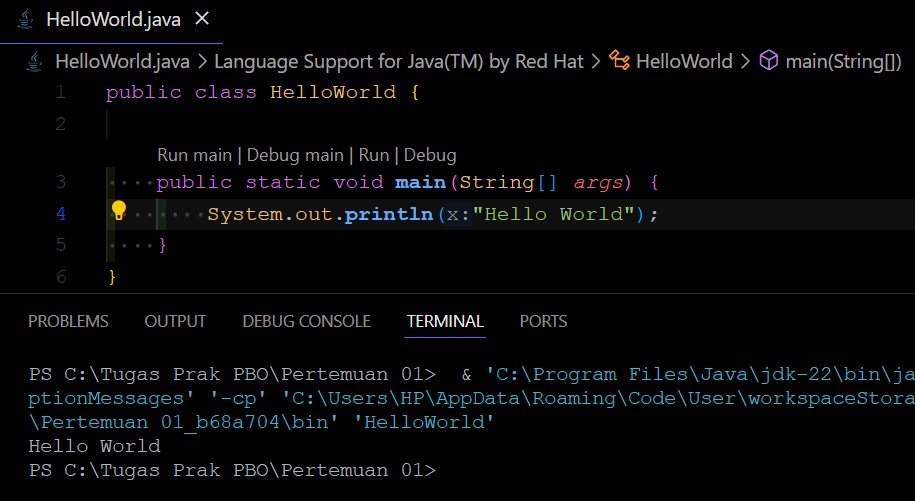 HelloWorld.java
HelloWorld.java > Language Support for Java(TM) by Red Hat > HelloWorld > main(String[])
1 public class HelloWorld {
2
Run main | Debug main | Run | Debug
3 public static void main(String[] args) {
4 System.out.println(x:"Hello World");
5 }
6 }
PROBLEMS OUTPUT DEBUG CONSOLE TERMINAL PORTS
PS C:\Tugas Prak PBO\Pertemuan 01> & 'C:\Program Files\Java\jdk-22\bin\ja
ptionMessages' '-cp' 'C:\Users\HP\AppData\Roaming\Code\User\workspaceStora
\Pertemuan 01_b68a704\bin' 'HelloWorld'
Hello World
PS C:\Tugas Prak PBO\Pertemuan 01>